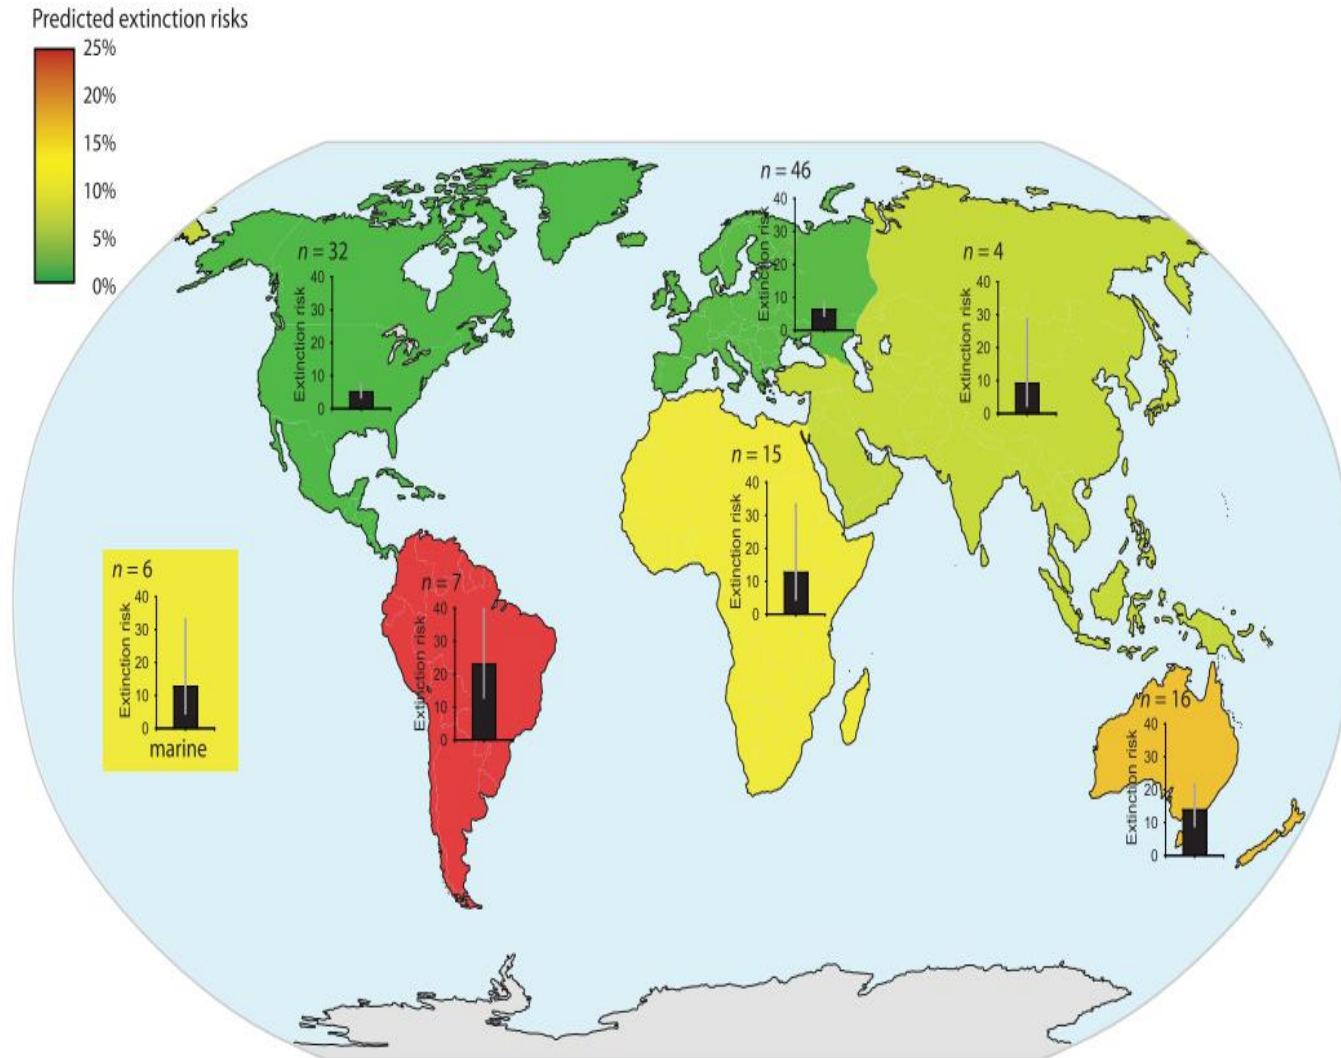 Predicted extinction risks
25%
20%
15%
10%
5%
0%
n = 46
40
30
20
10
0
Extinction risk
n = 32
40
30
20
10
0
Extinction risk
n = 4
40
30
20
10
0
Extinction risk
n = 15
40
30
20
10
0
Extinction risk
n = 6
40
30
20
10
0
Extinction risk
marine
n = 7
40
30
20
10
0
Extinction risk
n = 16
40
30
20
10
0
Extinction risk